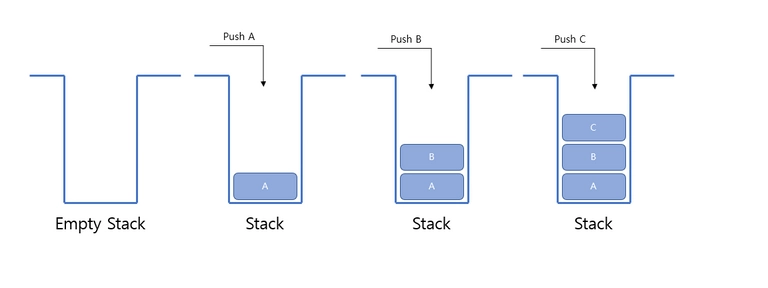 Push A
Push B
Push C
C
B
B
A
A
A
Empty Stack
Stack
Stack
Stack